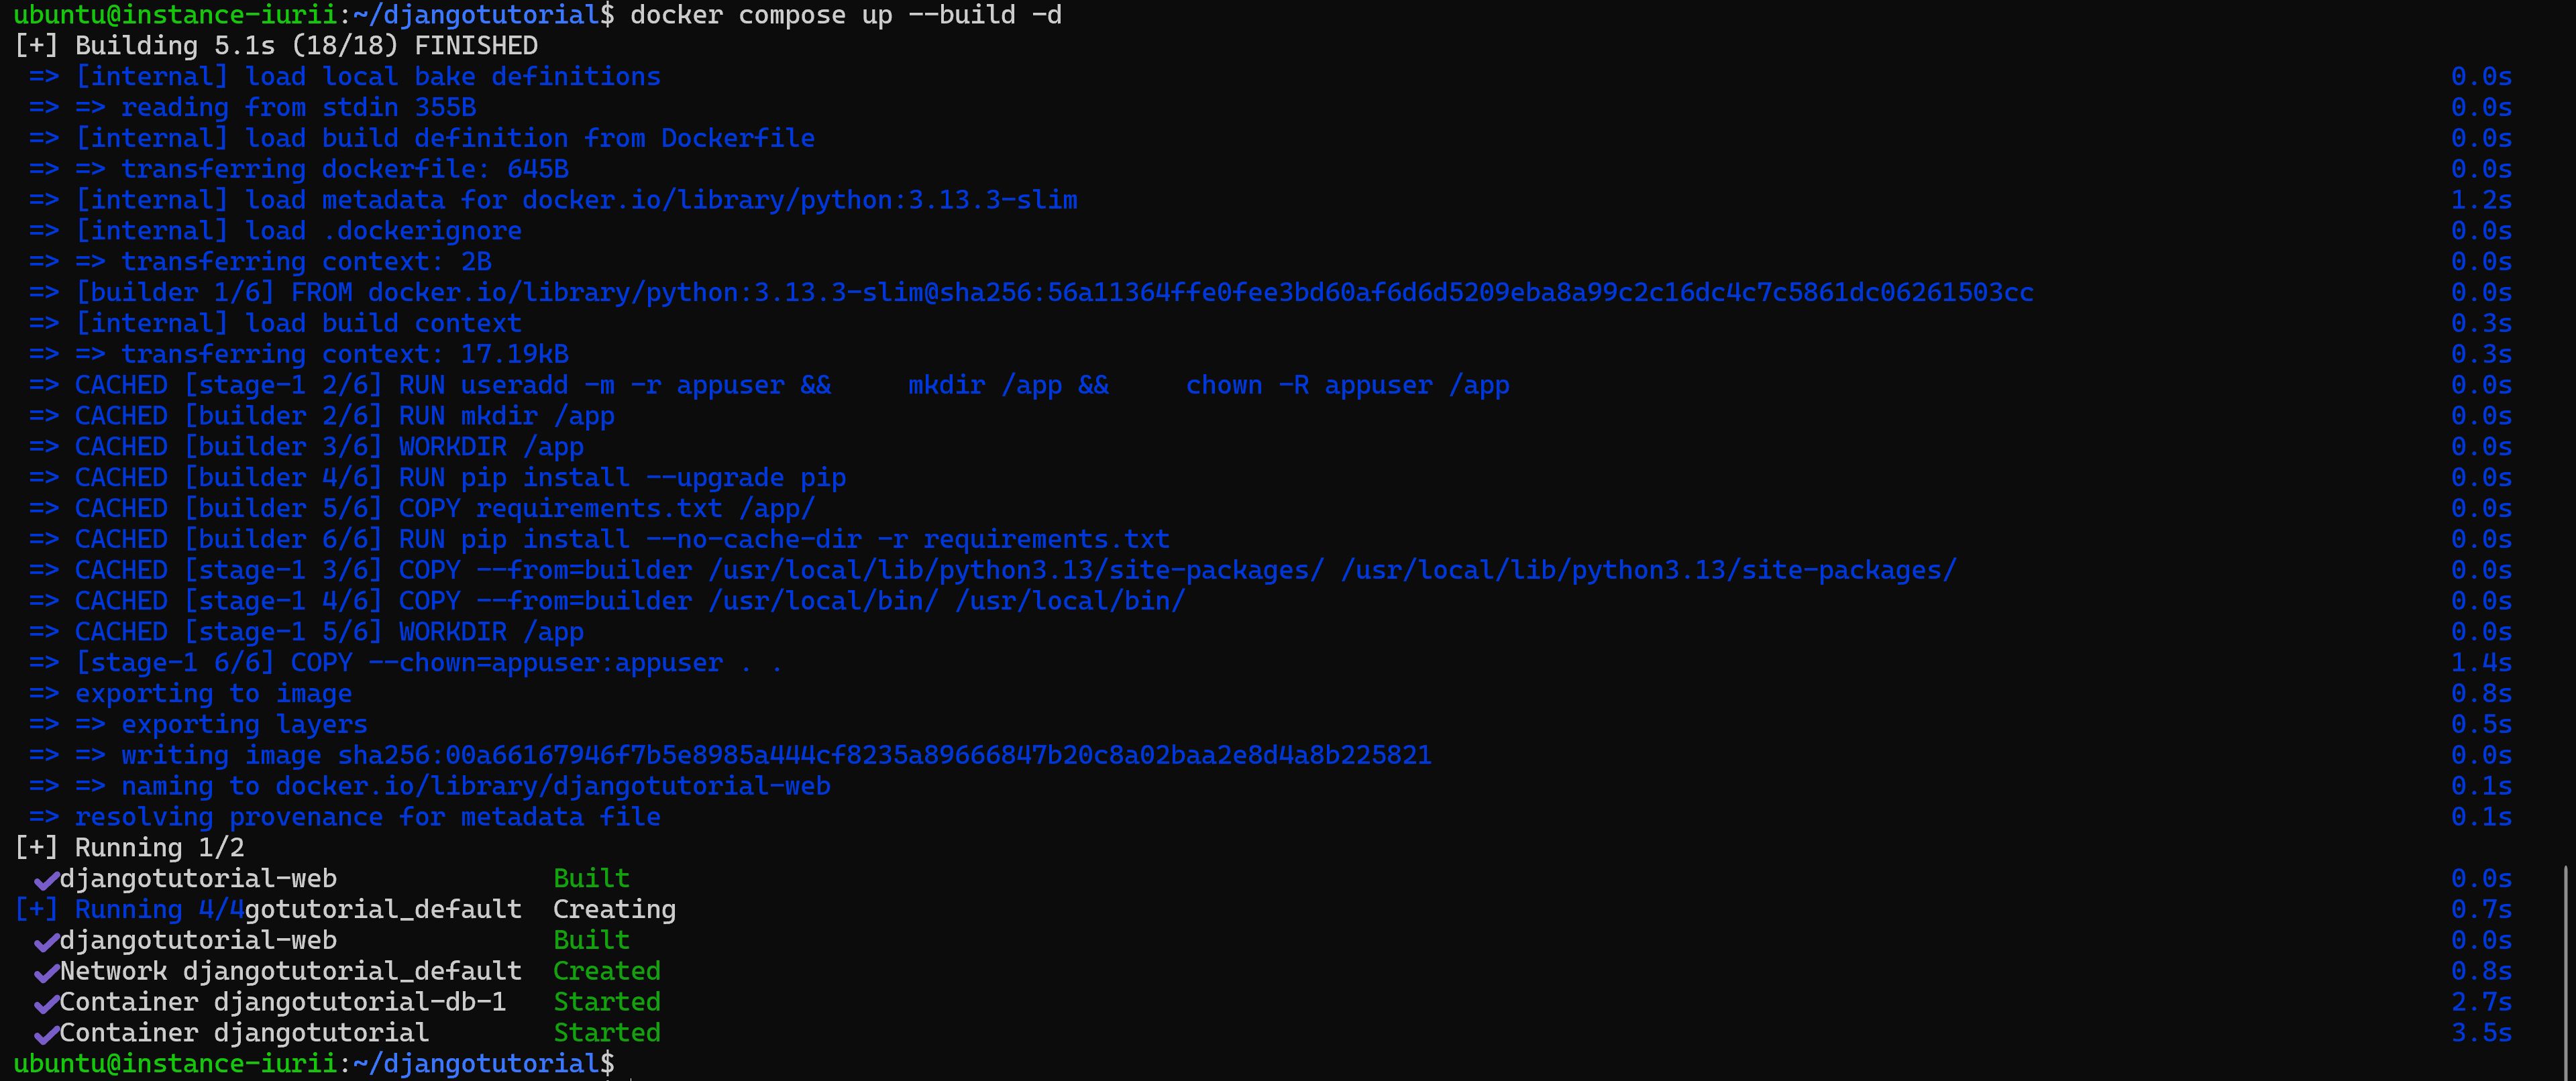 ubuntu@instance-iurii:~/djangotutorial$ docker compose up --build -d
[+] Building 5.1s (18/18) FINISHED
=> [internal] load local bake definitions 0.0s
=> => reading from stdin 355B 0.0s
=> [internal] load build definition from Dockerfile 0.0s
=> => transferring dockerfile: 645B 0.0s
=> [internal] load metadata for docker.io/library/python:3.13.3-slim 1.2s
=> [internal] load .dockerignore 0.0s
=> => transferring context: 2B 0.0s
=> [builder 1/6] FROM docker.io/library/python:3.13.3-slim@sha256:56a11364ffe0fee3bd60af6d6d5209eba8a99c2c16dc4c7c5861dc06261503cc 0.0s
=> [internal] load build context 0.3s
=> => transferring context: 17.19kB 0.3s
=> CACHED [stage-1 2/6] RUN useradd -m -r appuser &&     mkdir /app &&     chown -R appuser /app 0.0s
=> CACHED [builder 2/6] RUN mkdir /app 0.0s
=> CACHED [builder 3/6] WORKDIR /app 0.0s
=> CACHED [builder 4/6] RUN pip install --upgrade pip 0.0s
=> CACHED [builder 5/6] COPY requirements.txt /app/ 0.0s
=> CACHED [builder 6/6] RUN pip install --no-cache-dir -r requirements.txt 0.0s
=> CACHED [stage-1 3/6] COPY --from=builder /usr/local/lib/python3.13/site-packages/ /usr/local/lib/python3.13/site-packages/ 0.0s
=> CACHED [stage-1 4/6] COPY --from=builder /usr/local/bin/ /usr/local/bin/ 0.0s
=> CACHED [stage-1 5/6] WORKDIR /app 0.0s
=> [stage-1 6/6] COPY --chown=appuser:appuser . . 1.4s
=> exporting to image 0.8s
=> => exporting layers 0.5s
=> => writing image sha256:00a66167946f7b5e8985a444cf8235a89666847b20c8a02baa2e8d4a8b225821 0.0s
=> => naming to docker.io/library/djangotutorial-web 0.1s
=> resolving provenance for metadata file 0.1s
[+] Running 1/2
✔djangotutorial-web Built 0.0s
[+] Running 4/4gotutorial_default Creating 0.7s
✔djangotutorial-web Built 0.0s
✔Network djangotutorial_default Created 0.8s
✔Container djangotutorial-db-1 Started 2.7s
✔Container djangotutorial Started 3.5s
ubuntu@instance-iurii:~/djangotutorial$